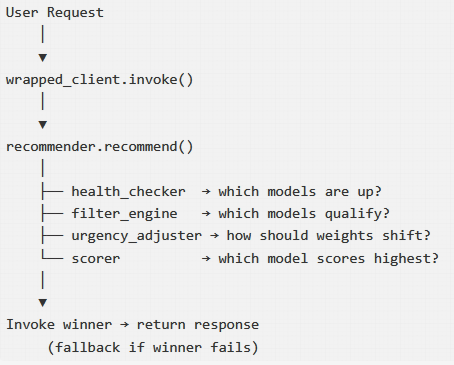 User Request
wrapped_client.invoke()
recommender.recommend()
├── health_checker → which models are up?
├── filter_engine → which models qualify?
├── urgency_adjuster → how should weights shift?
└── scorer → which model scores highest?
Invoke winner → return response
(fallback if winner fails)